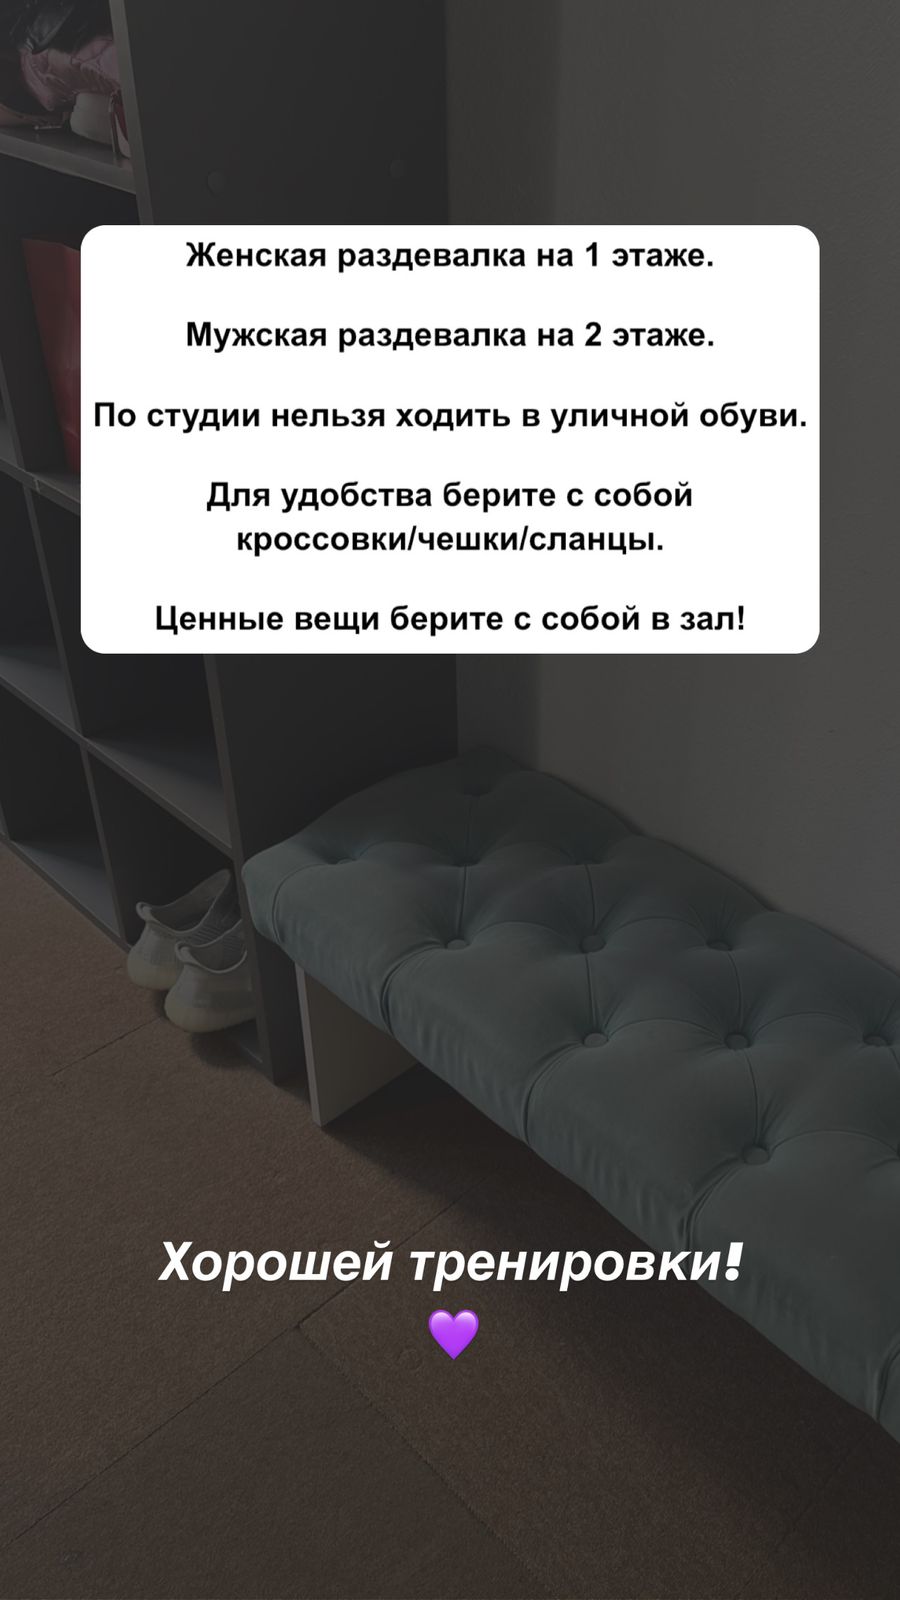 Женская раздевалка на 1 этаже.
Мужская раздевалка на 2 этаже.
По студии нельзя ходить в уличной обуви.
Для удобства берите с собой
кроссовки/чешки/сланцы.
Ценные вещи берите с собой в зал!
Хорошей тренировки!
💜